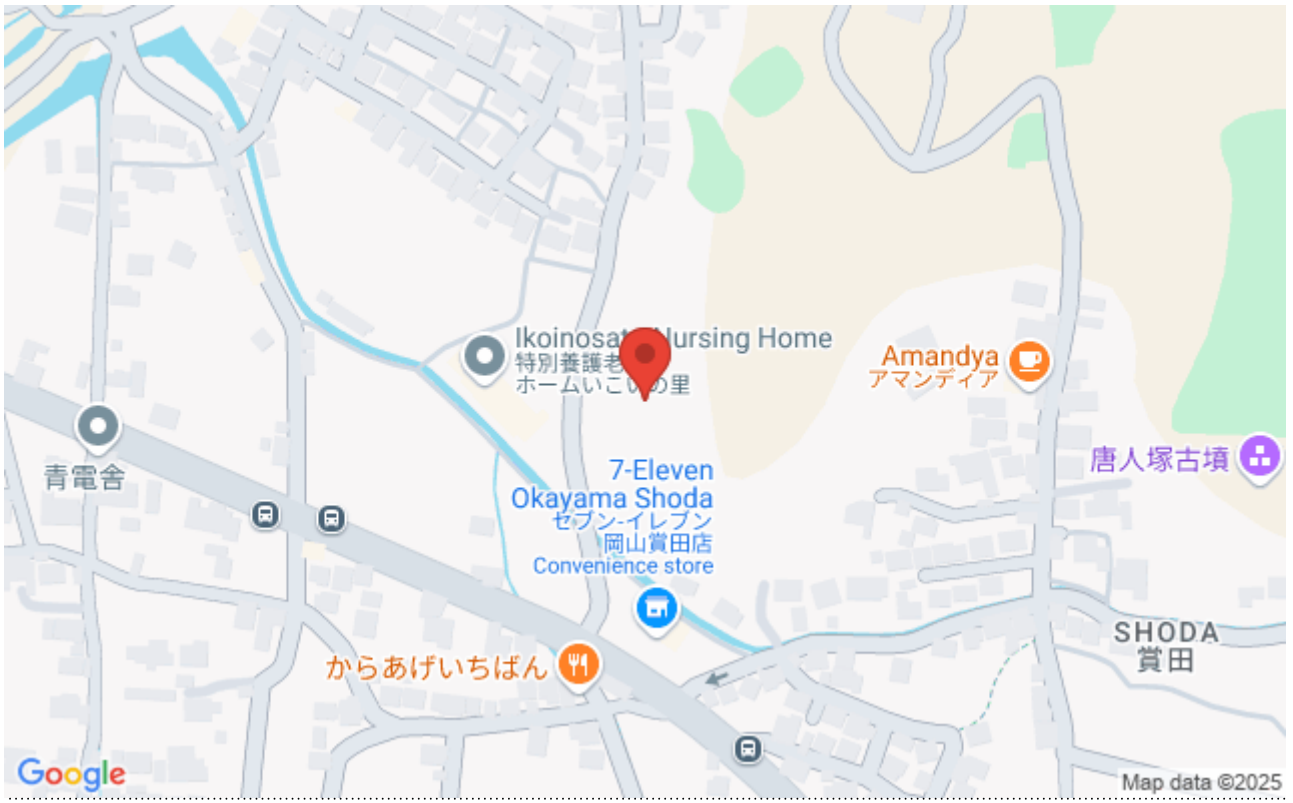 Ikoinosat Nursing Home
特別養護老
ホームいこいの里
Amandya
アマンディア
唐人塚古墳
青電舎
7-Eleven
Okayama Shoda
セブン-イレブン
岡山賞田店
Convenience store
SHODA
賞田
からあげいちばん
Google
Map data ©2025